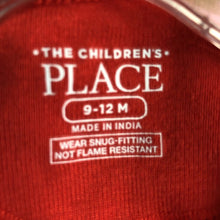 • THE CHILDREN'S •
PLACE
9-12 M
MADE IN INDIA
WEAR SNUG-FITTING
NOT FLAME RESISTANT